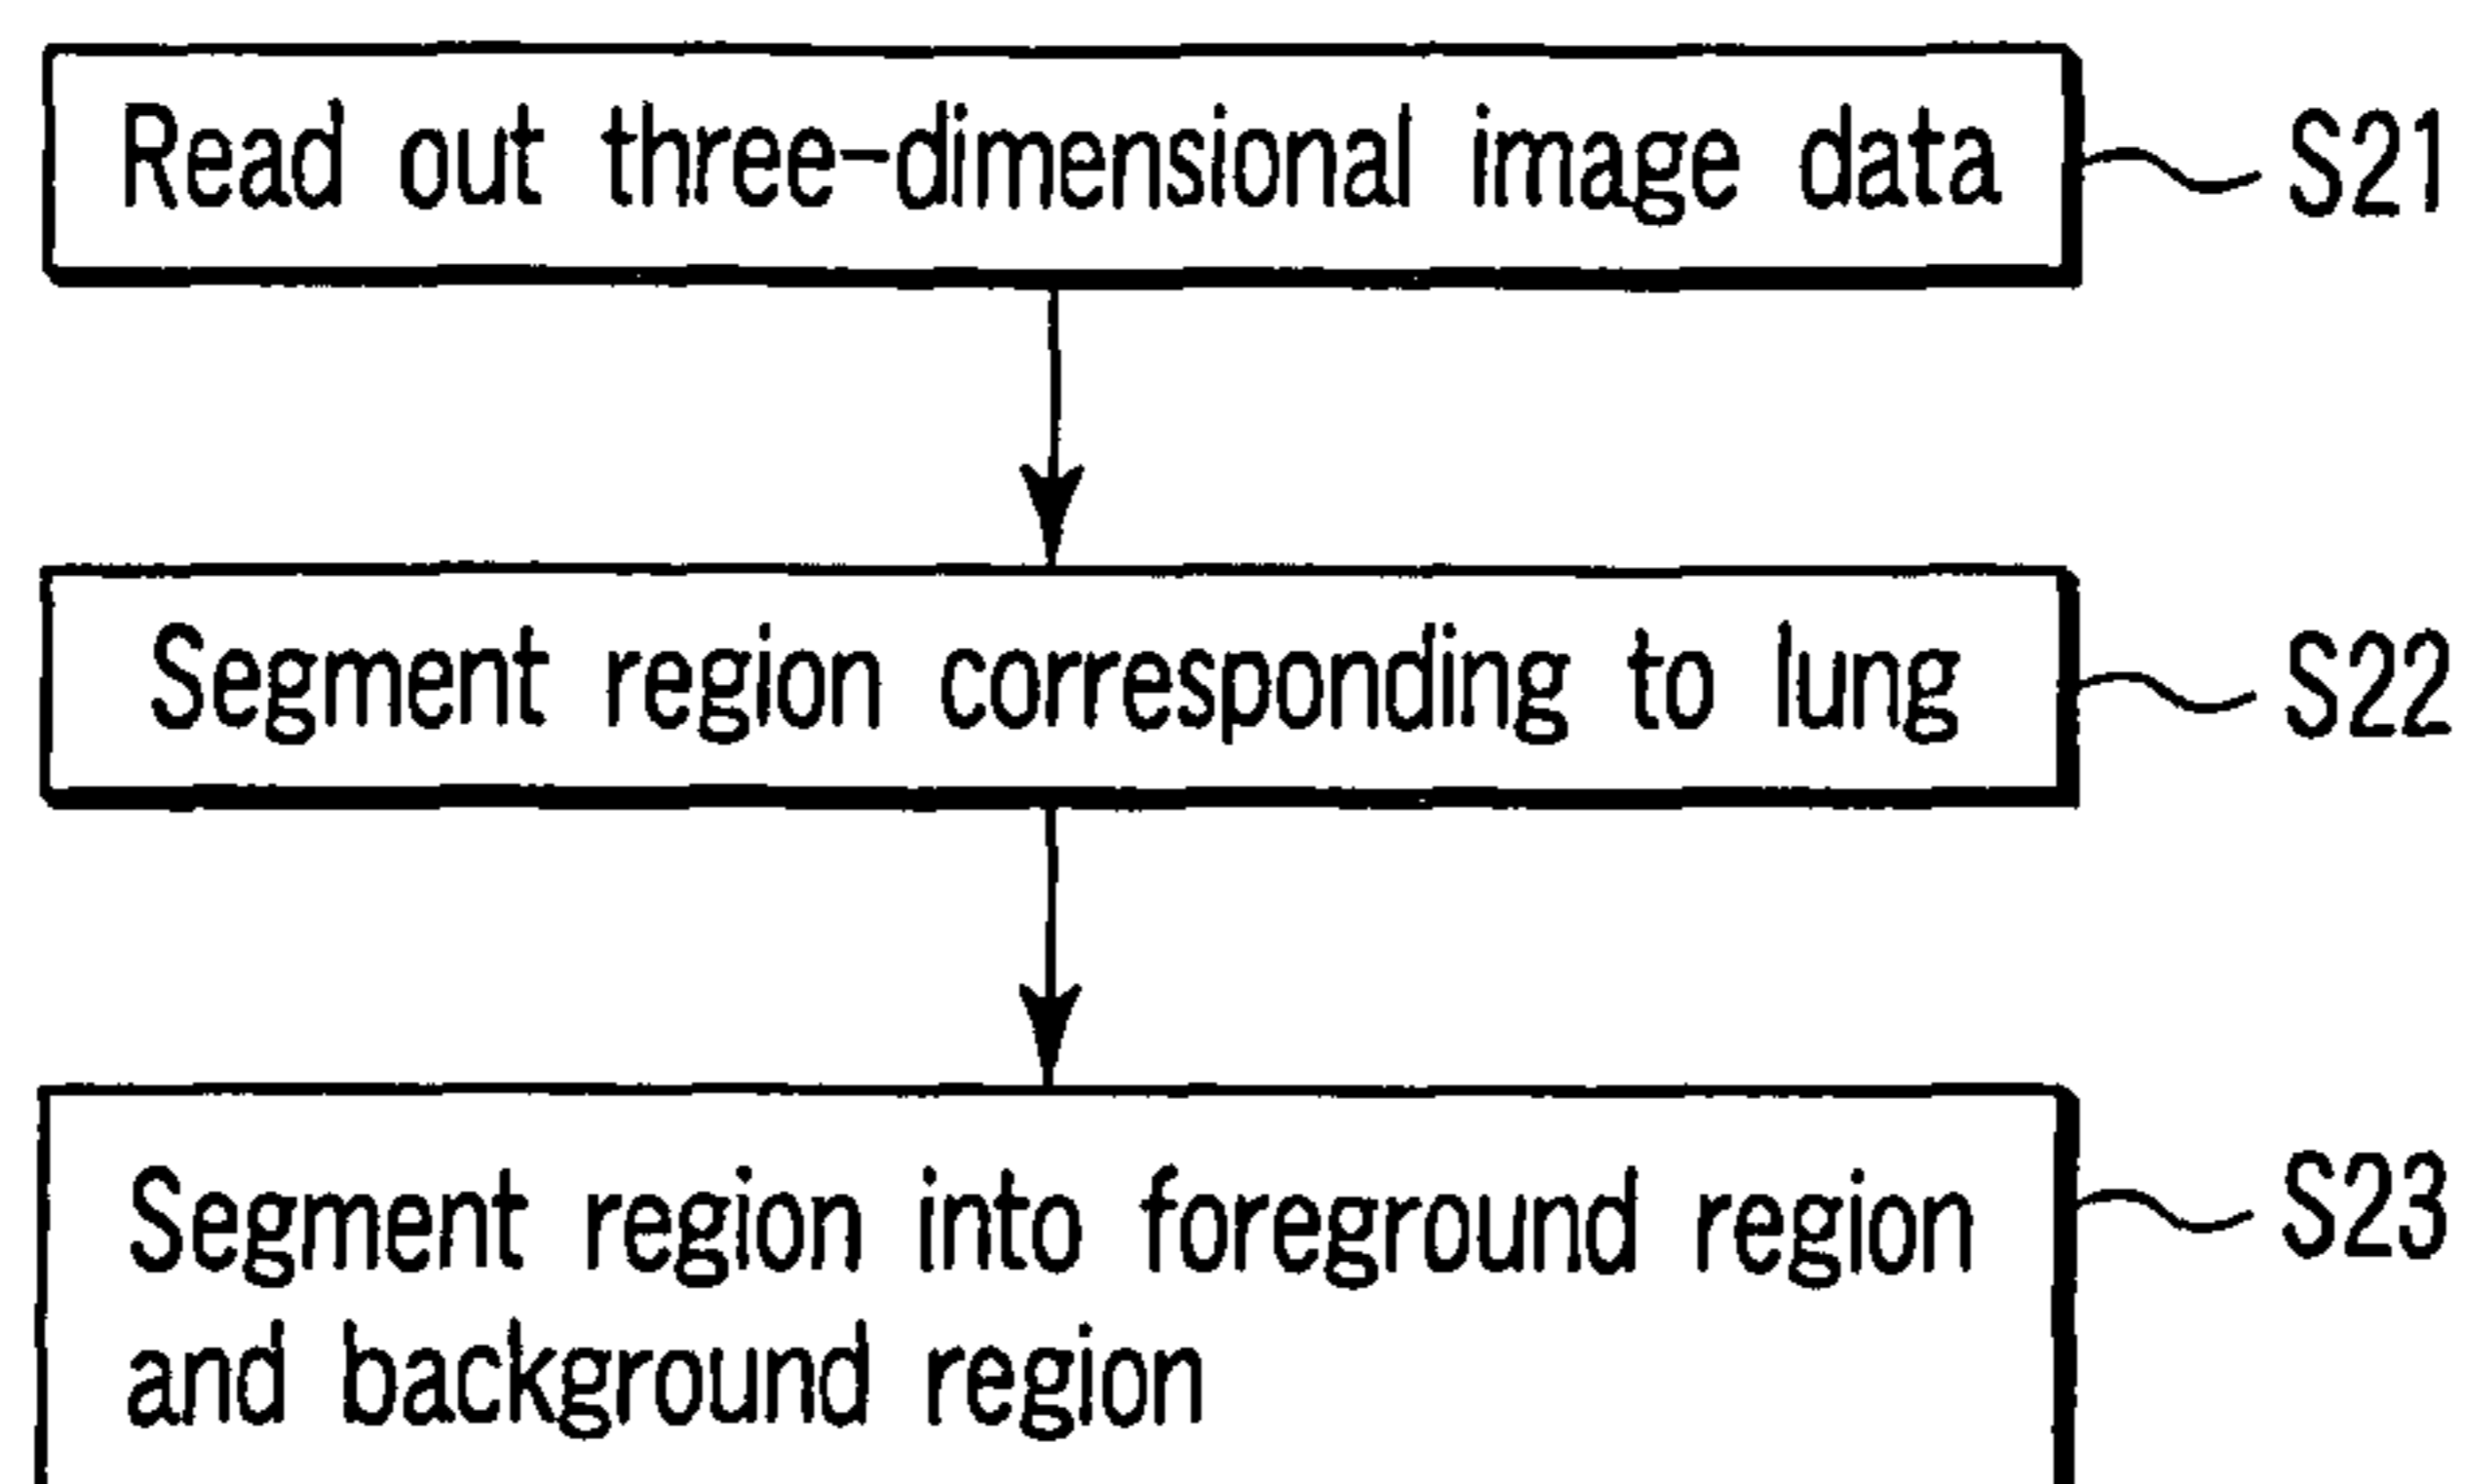 Read out three-dimensional image data S21
Segment region corresponding to lung S22
Segment region into foreground region S23
and background region